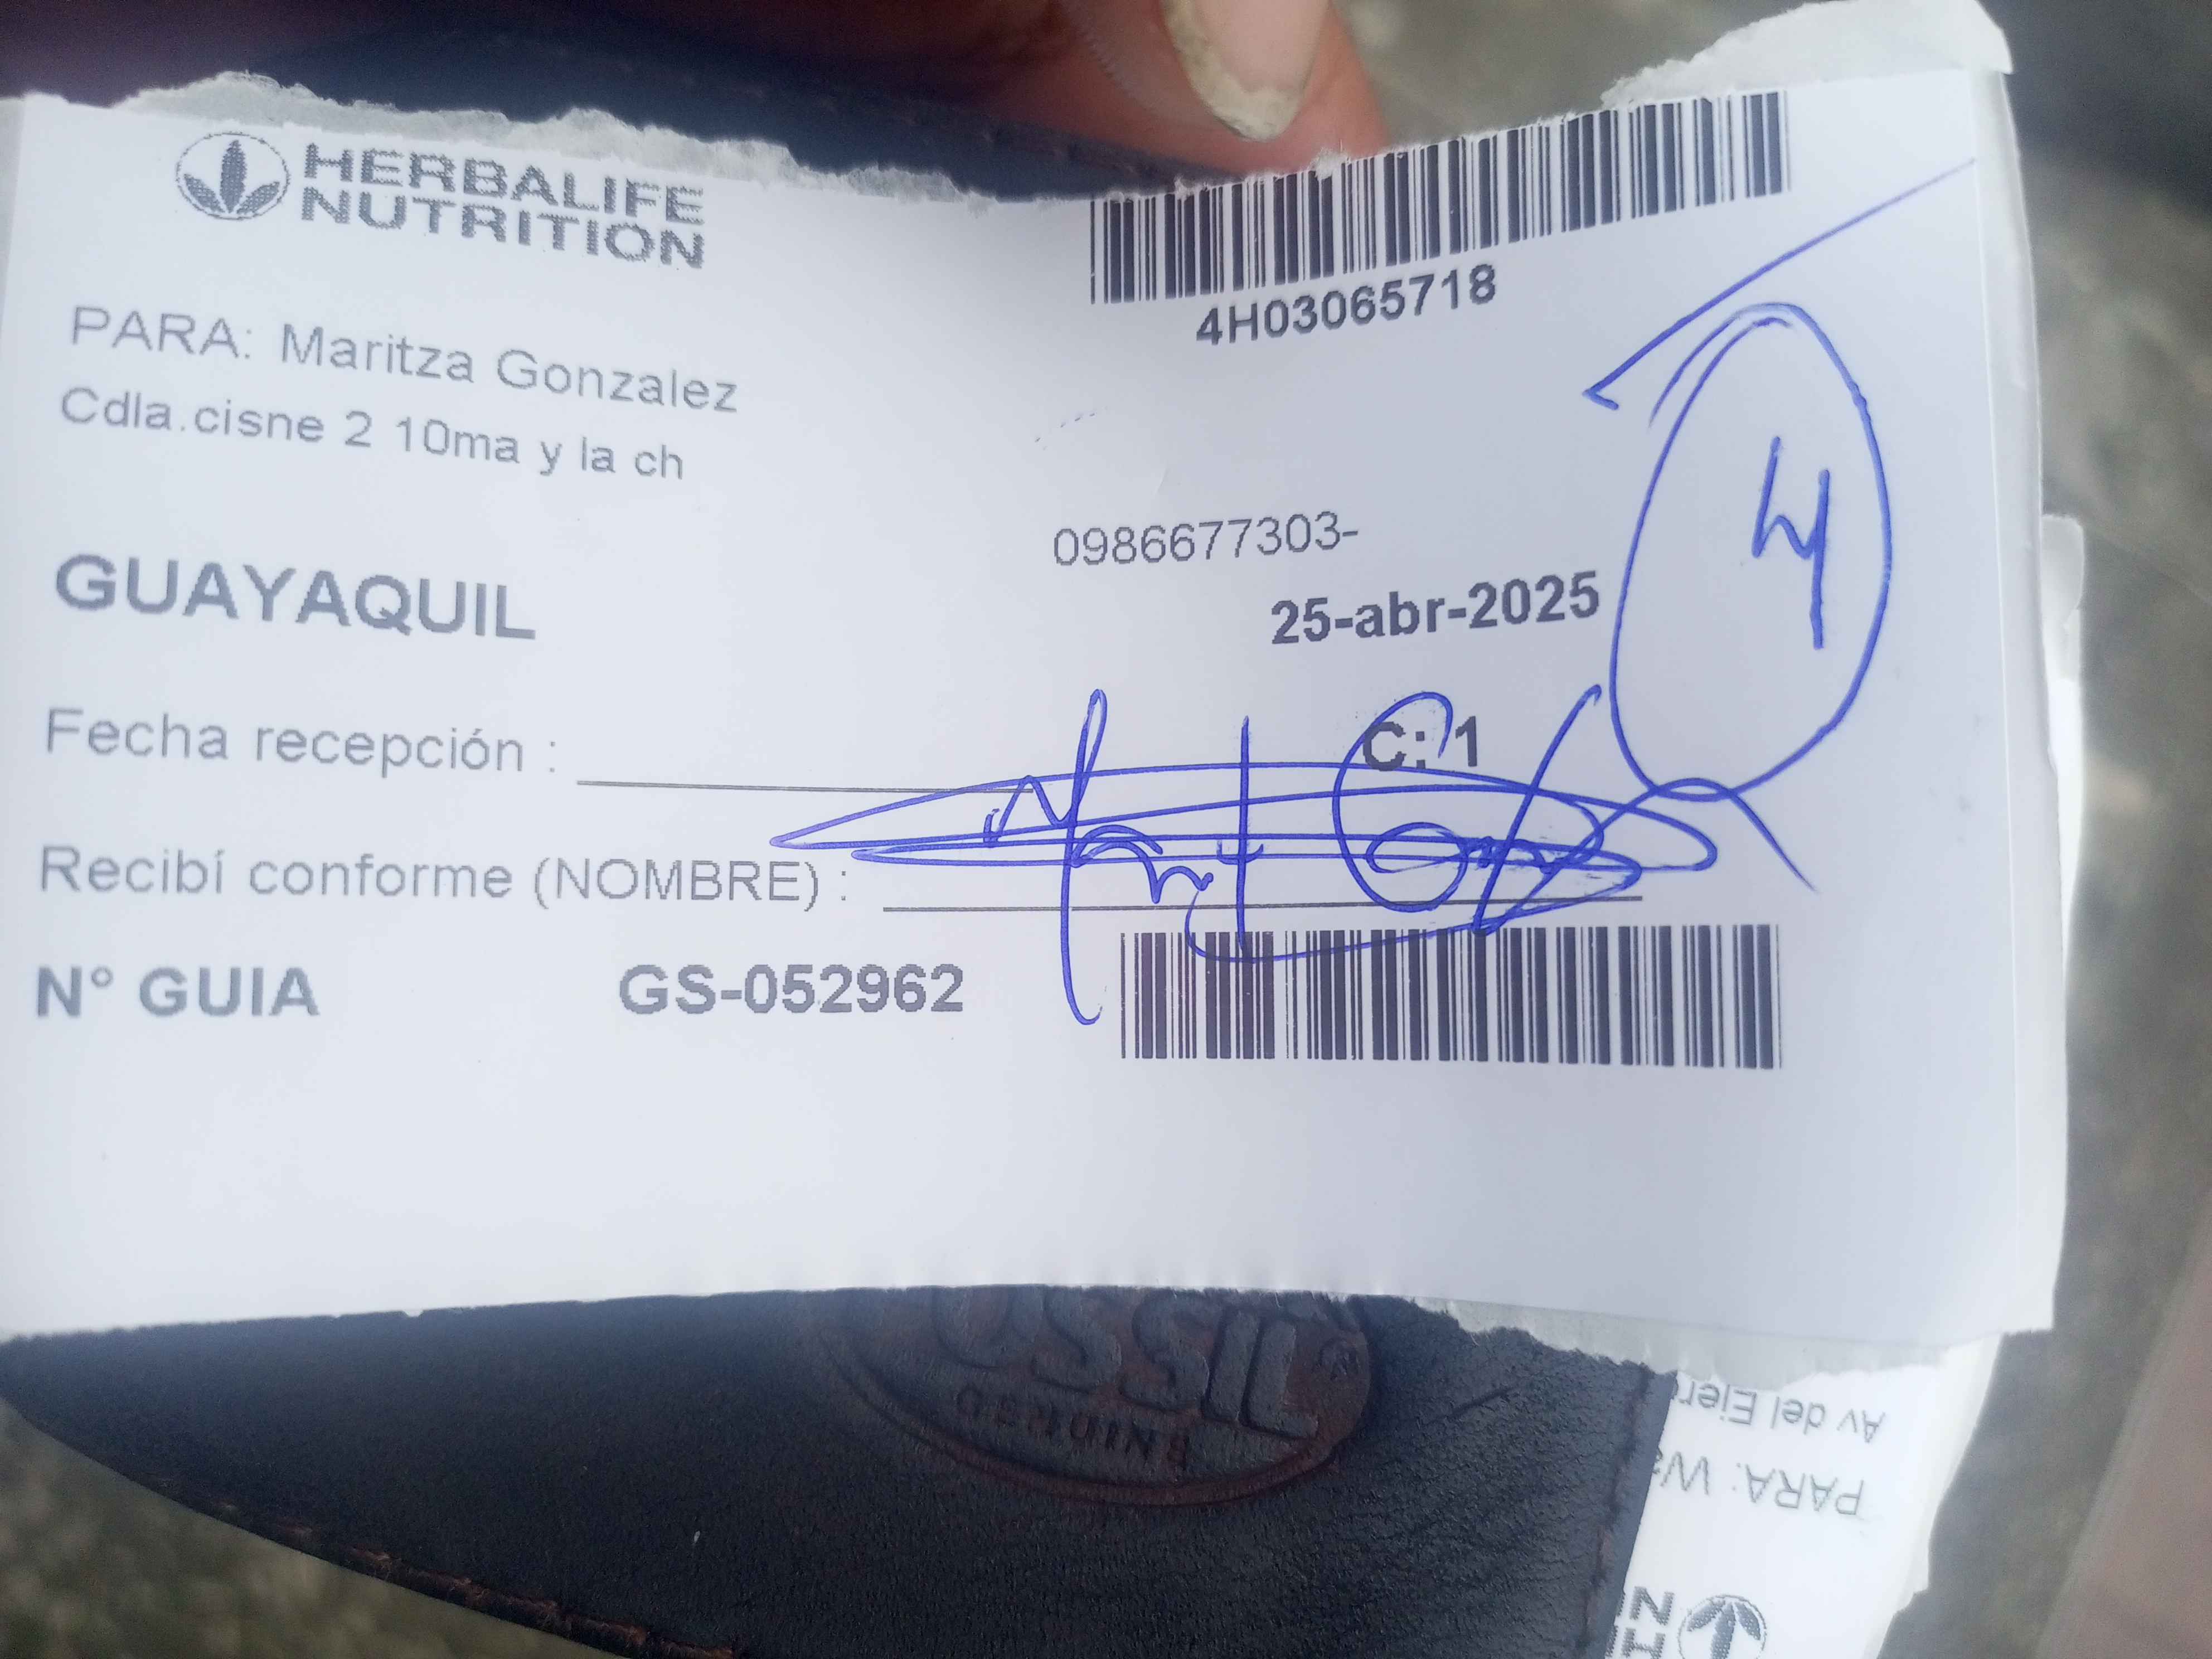 HERBALIFE
NUTRITION
4H03065718
PARA: Maritza Gonzalez
Cdla.cisne 2 10ma y la ch
0986677303-
GUAYAQUIL
25-abr-2025
4
Fecha recepción :
C: 1
Recibí conforme (NOMBRE) :
N° GUIA GS-052962
Av del Ejer
PARA: Wa